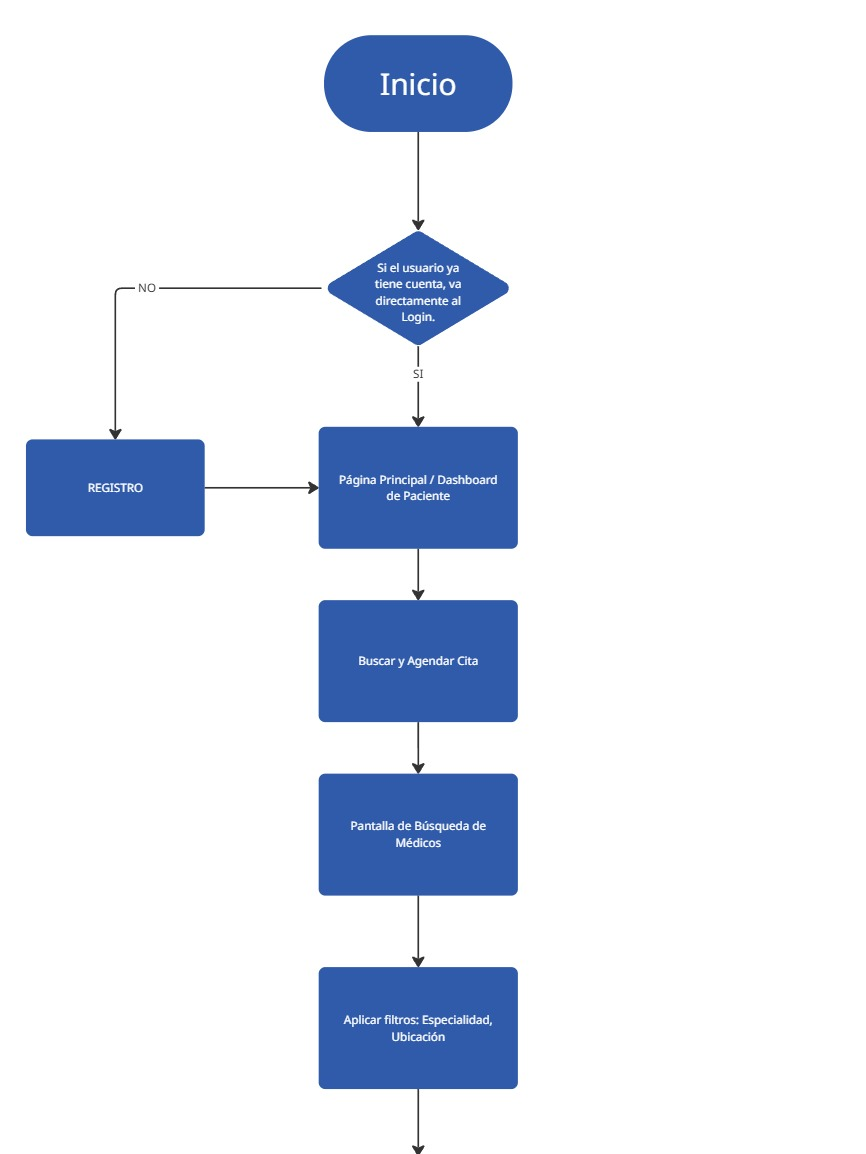 Inicio
Si el usuario ya
tiene cuenta, va
directamente al
Login.
NO
SI
REGISTRO
Página Principal / Dashboard
de Paciente
Buscar y Agendar Cita
Pantalla de Búsqueda de
Médicos
Aplicar filtros: Especialidad,
Ubicación